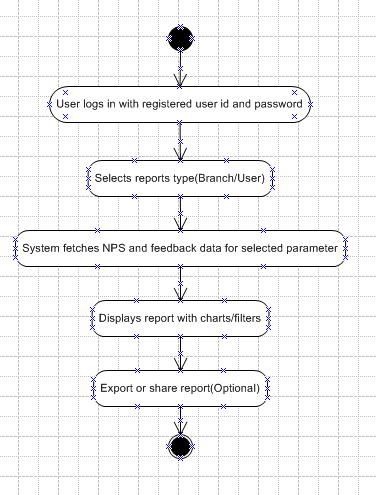 User logs in with registered user id and password
Selects reports type(Branch/User)
System fetches NPS and feedback data for selected parameter
Displays report with charts/filters
Export or share report(Optional)